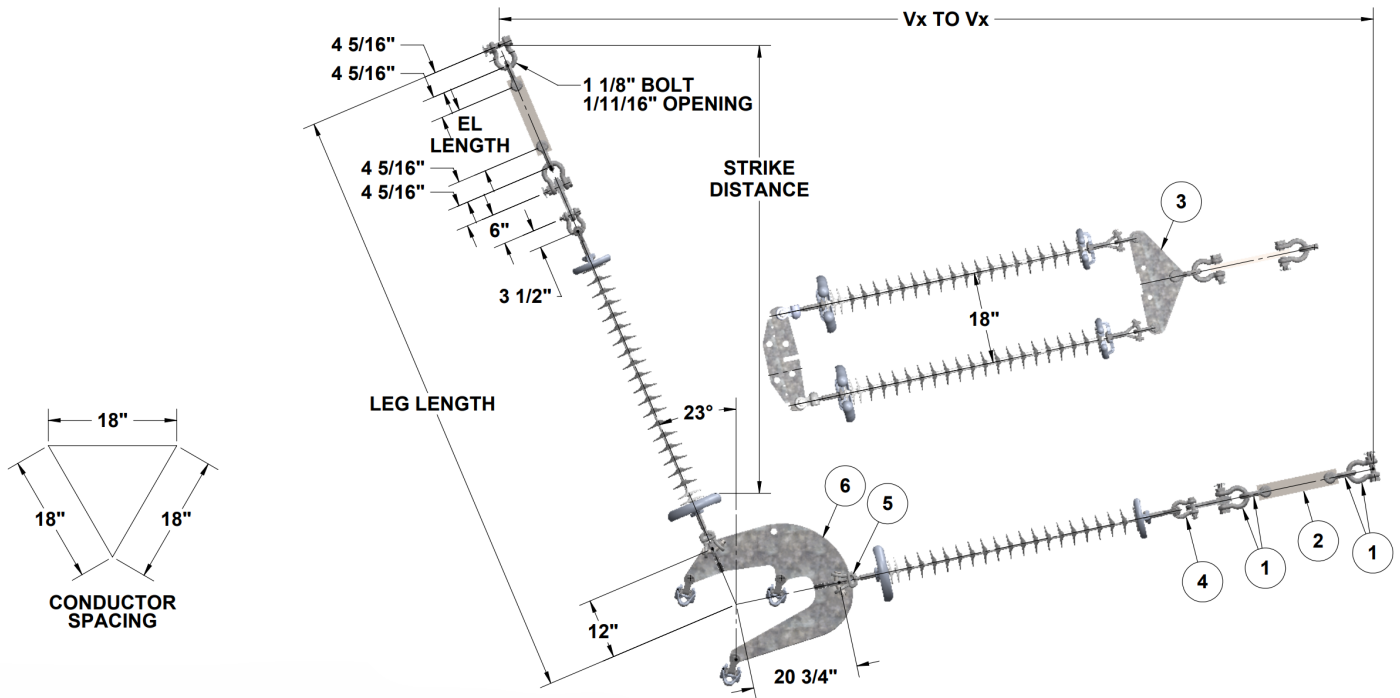 Vx TO Vx
4 5/16"
4 5/16"
1 1/8" BOLT
1/11/16" OPENING
EL
LENGTH
STRIKE
DISTANCE
4 5/16"
4 5/16"
6"
3 1/2"
3
18"
LEG LENGTH
23°
18"
18"
18"
CONDUCTOR
SPACING
6
5
4
1
2
1
12"
20 3/4"